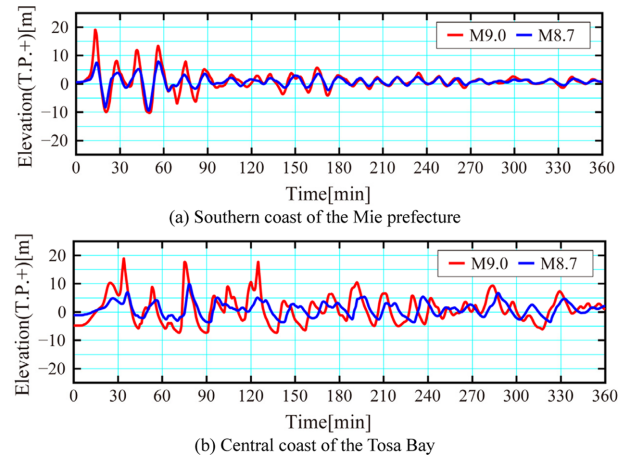 Elevation(T.P.+)[m]
20
10
0
−10
−20
M9.0 M8.7
0 30 60 90 120 150 180 210 240 270 300 330 360
Time[min]
(a) Southern coast of the Mie prefecture
Elevation(T.P.+)[m]
20
10
0
−10
−20
M9.0 M8.7
0 30 60 90 120 150 180 210 240 270 300 330 360
Time[min]
(b) Central coast of the Tosa Bay